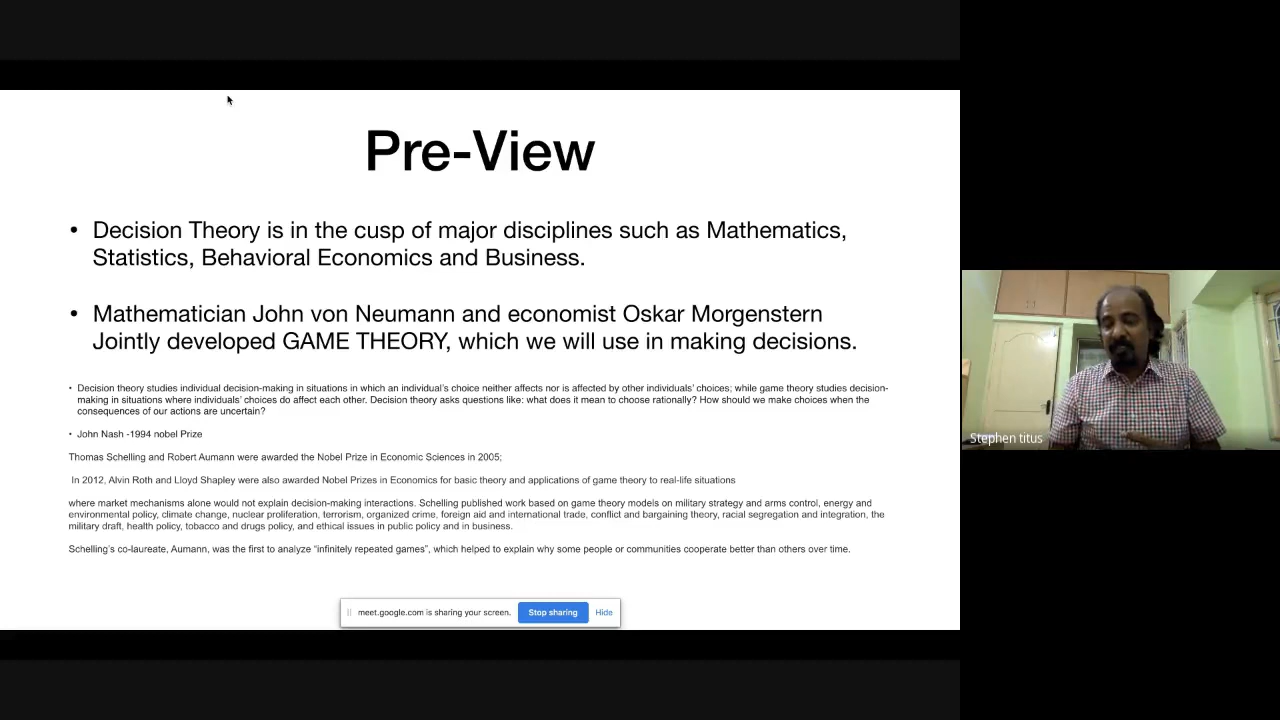 Pre-View
• Decision Theory is in the cusp of major disciplines such as Mathematics,
Statistics, Behavioral Economics and Business.
• Mathematician John von Neumann and economist Oskar Morgenstern
Jointly developed GAME THEORY, which we will use in making decisions.
• Decision theory studies individual decision-making in situations in which an individual's choice neither affects nor is affected by other individuals' choices; while game theory studies decision-
making in situations where individuals' choices do affect each other. Decision theory asks questions like: what does it mean to choose rationally? How should we make choices when the
consequences of our actions are uncertain?
• John Nash -1994 nobel Prize
Thomas Schelling and Robert Aumann were awarded the Nobel Prize in Economic Sciences in 2005;
In 2012, Alvin Roth and Lloyd Shapley were also awarded Nobel Prizes in Economics for basic theory and applications of game theory to real-life situations
where market mechanisms alone would not explain decision-making interactions. Schelling published work based on game theory models on military strategy and arms control, energy and
environmental policy, climate change, nuclear proliferation, terrorism, organized crime, foreign aid and international trade, conflict and bargaining theory, racial segregation and integration, the
military draft, health policy, tobacco and drugs policy, and ethical issues in public policy and in business.
Schelling's co-laureate, Aumann, was the first to analyze "infinitely repeated games", which helped to explain why some people or communities cooperate better than others over time.
meet.google.com is sharing your screen. Stop sharing Hide
Stephen titus